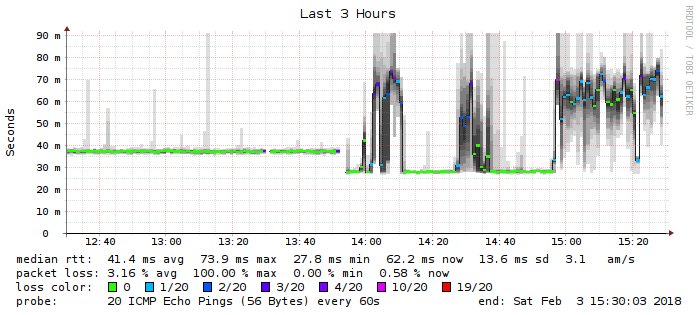 Last 3 Hours
RRDTOOL / TOBI OETIKER
Seconds
90 m
80 m
70 m
60 m
50 m
40 m
30 m
20 m
10 m
0
12:40 13:00 13:20 13:40 14:00 14:20 14:40 15:00 15:20
median rtt: 41.4 ms avg 73.9 ms max 27.8 ms min 62.2 ms now 13.6 ms sd 3.1 am/s
packet loss: 3.16 % avg 100.00 % max 0.00 % min 0.58 % now
loss color: 0 1/20 2/20 3/20 4/20 10/20 19/20
probe: 20 ICMP Echo Pings (56 Bytes) every 60s end: Sat Feb 3 15:30:03 2018